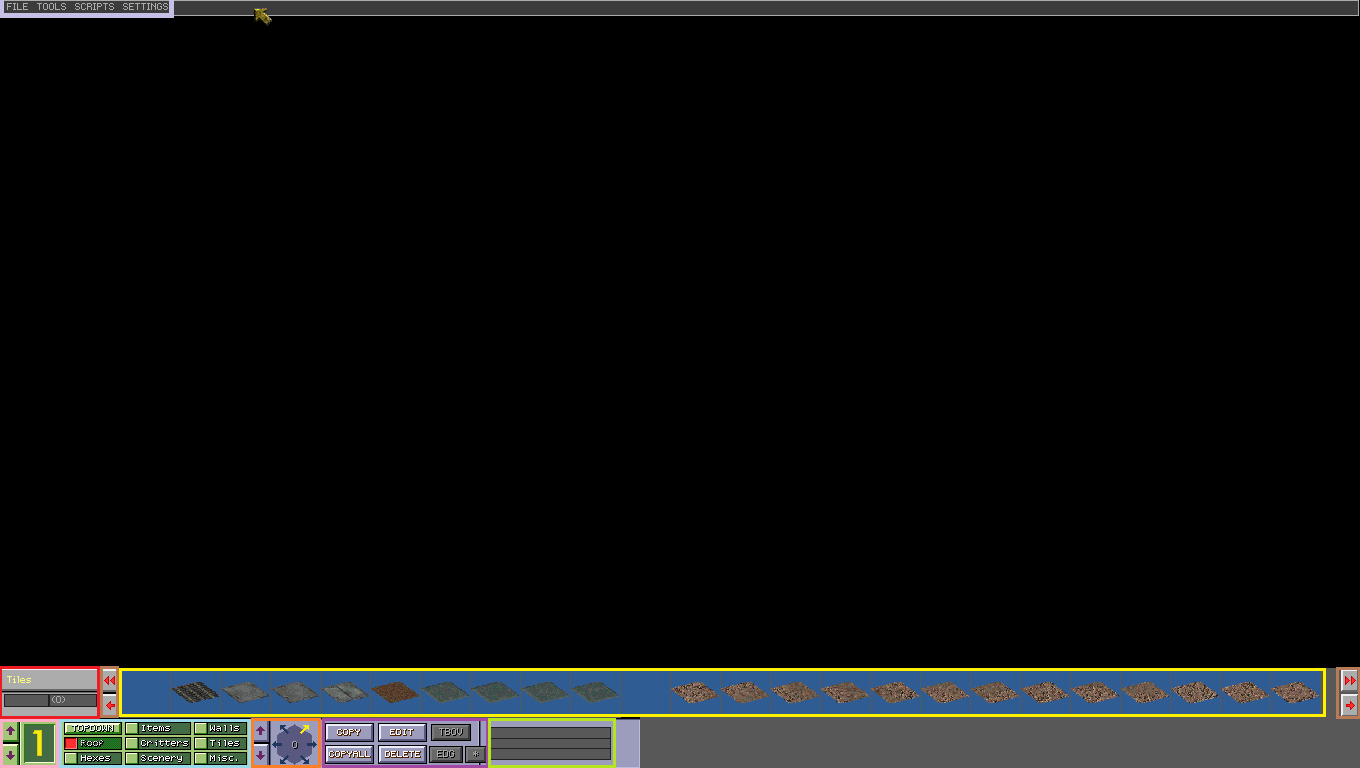 FILE TOOLS SCRIPTS SETTINGS
Tiles
(0)
1
TOPDOWN Items Walls
Roof Critters Tiles
Hexes Scenery Misc.
0
COPY EDIT TBOV
COPYALL DELETE EDG *